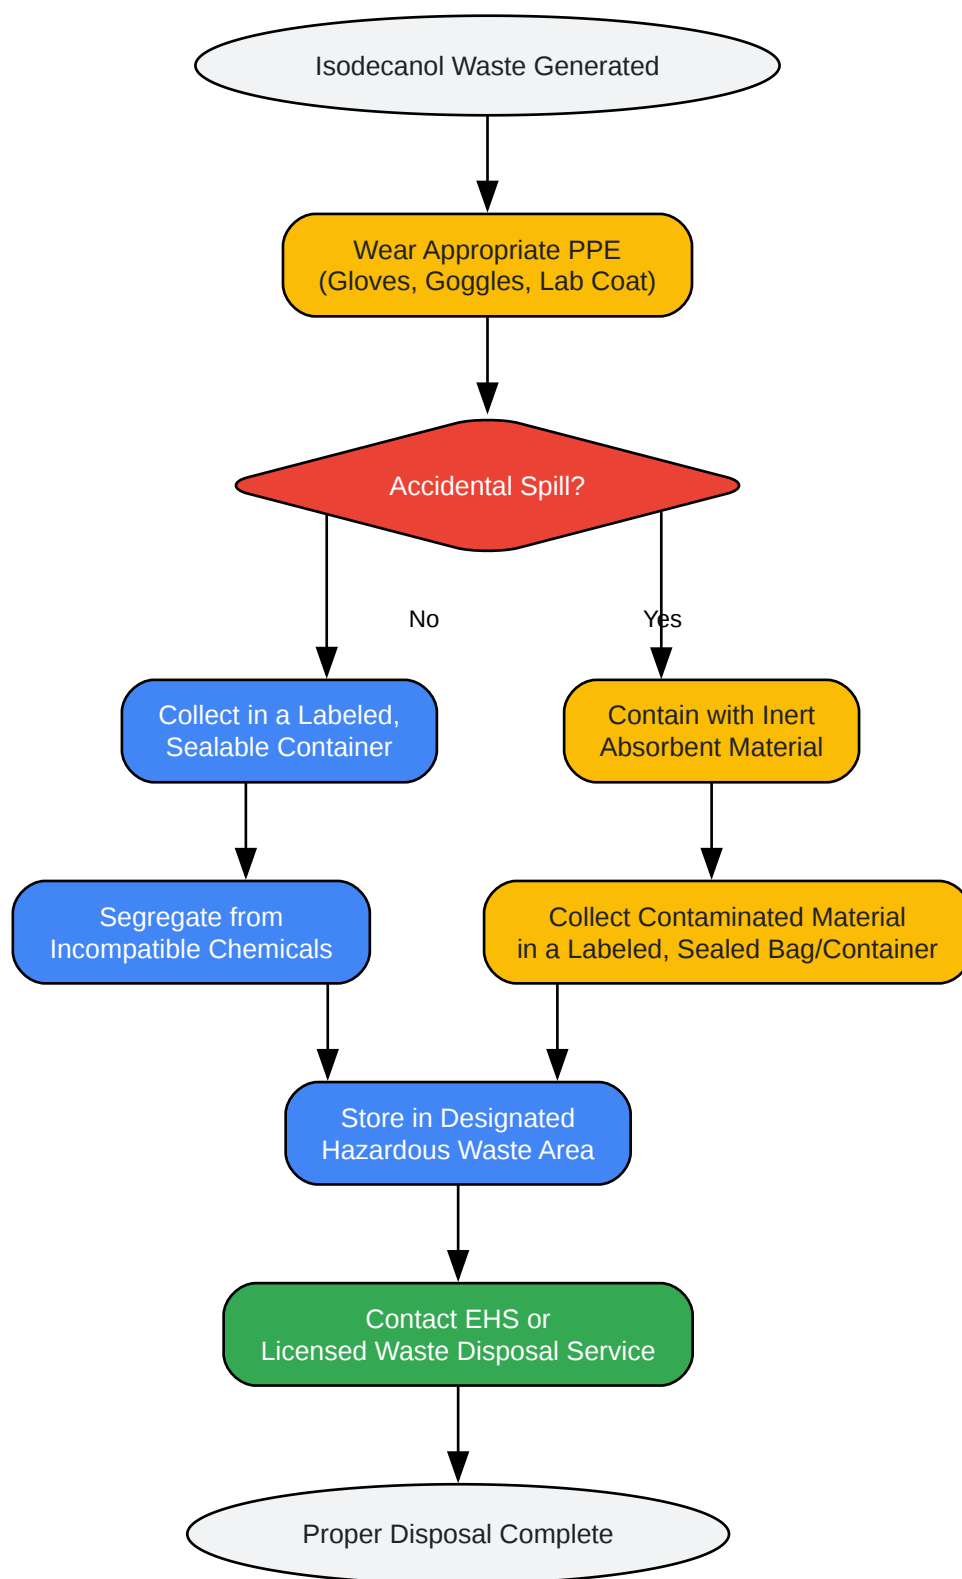 Isodecanol Waste Generated
Wear Appropriate PPE
(Gloves, Goggles, Lab Coat)
Accidental Spill?
No
Yes
Collect in a Labeled,
Sealable Container
Contain with Inert
Absorbent Material
Segregate from
Incompatible Chemicals
Collect Contaminated Material
in a Labeled, Sealed Bag/Container
Store in Designated
Hazardous Waste Area
Contact EHS or
Licensed Waste Disposal Service
Proper Disposal Complete